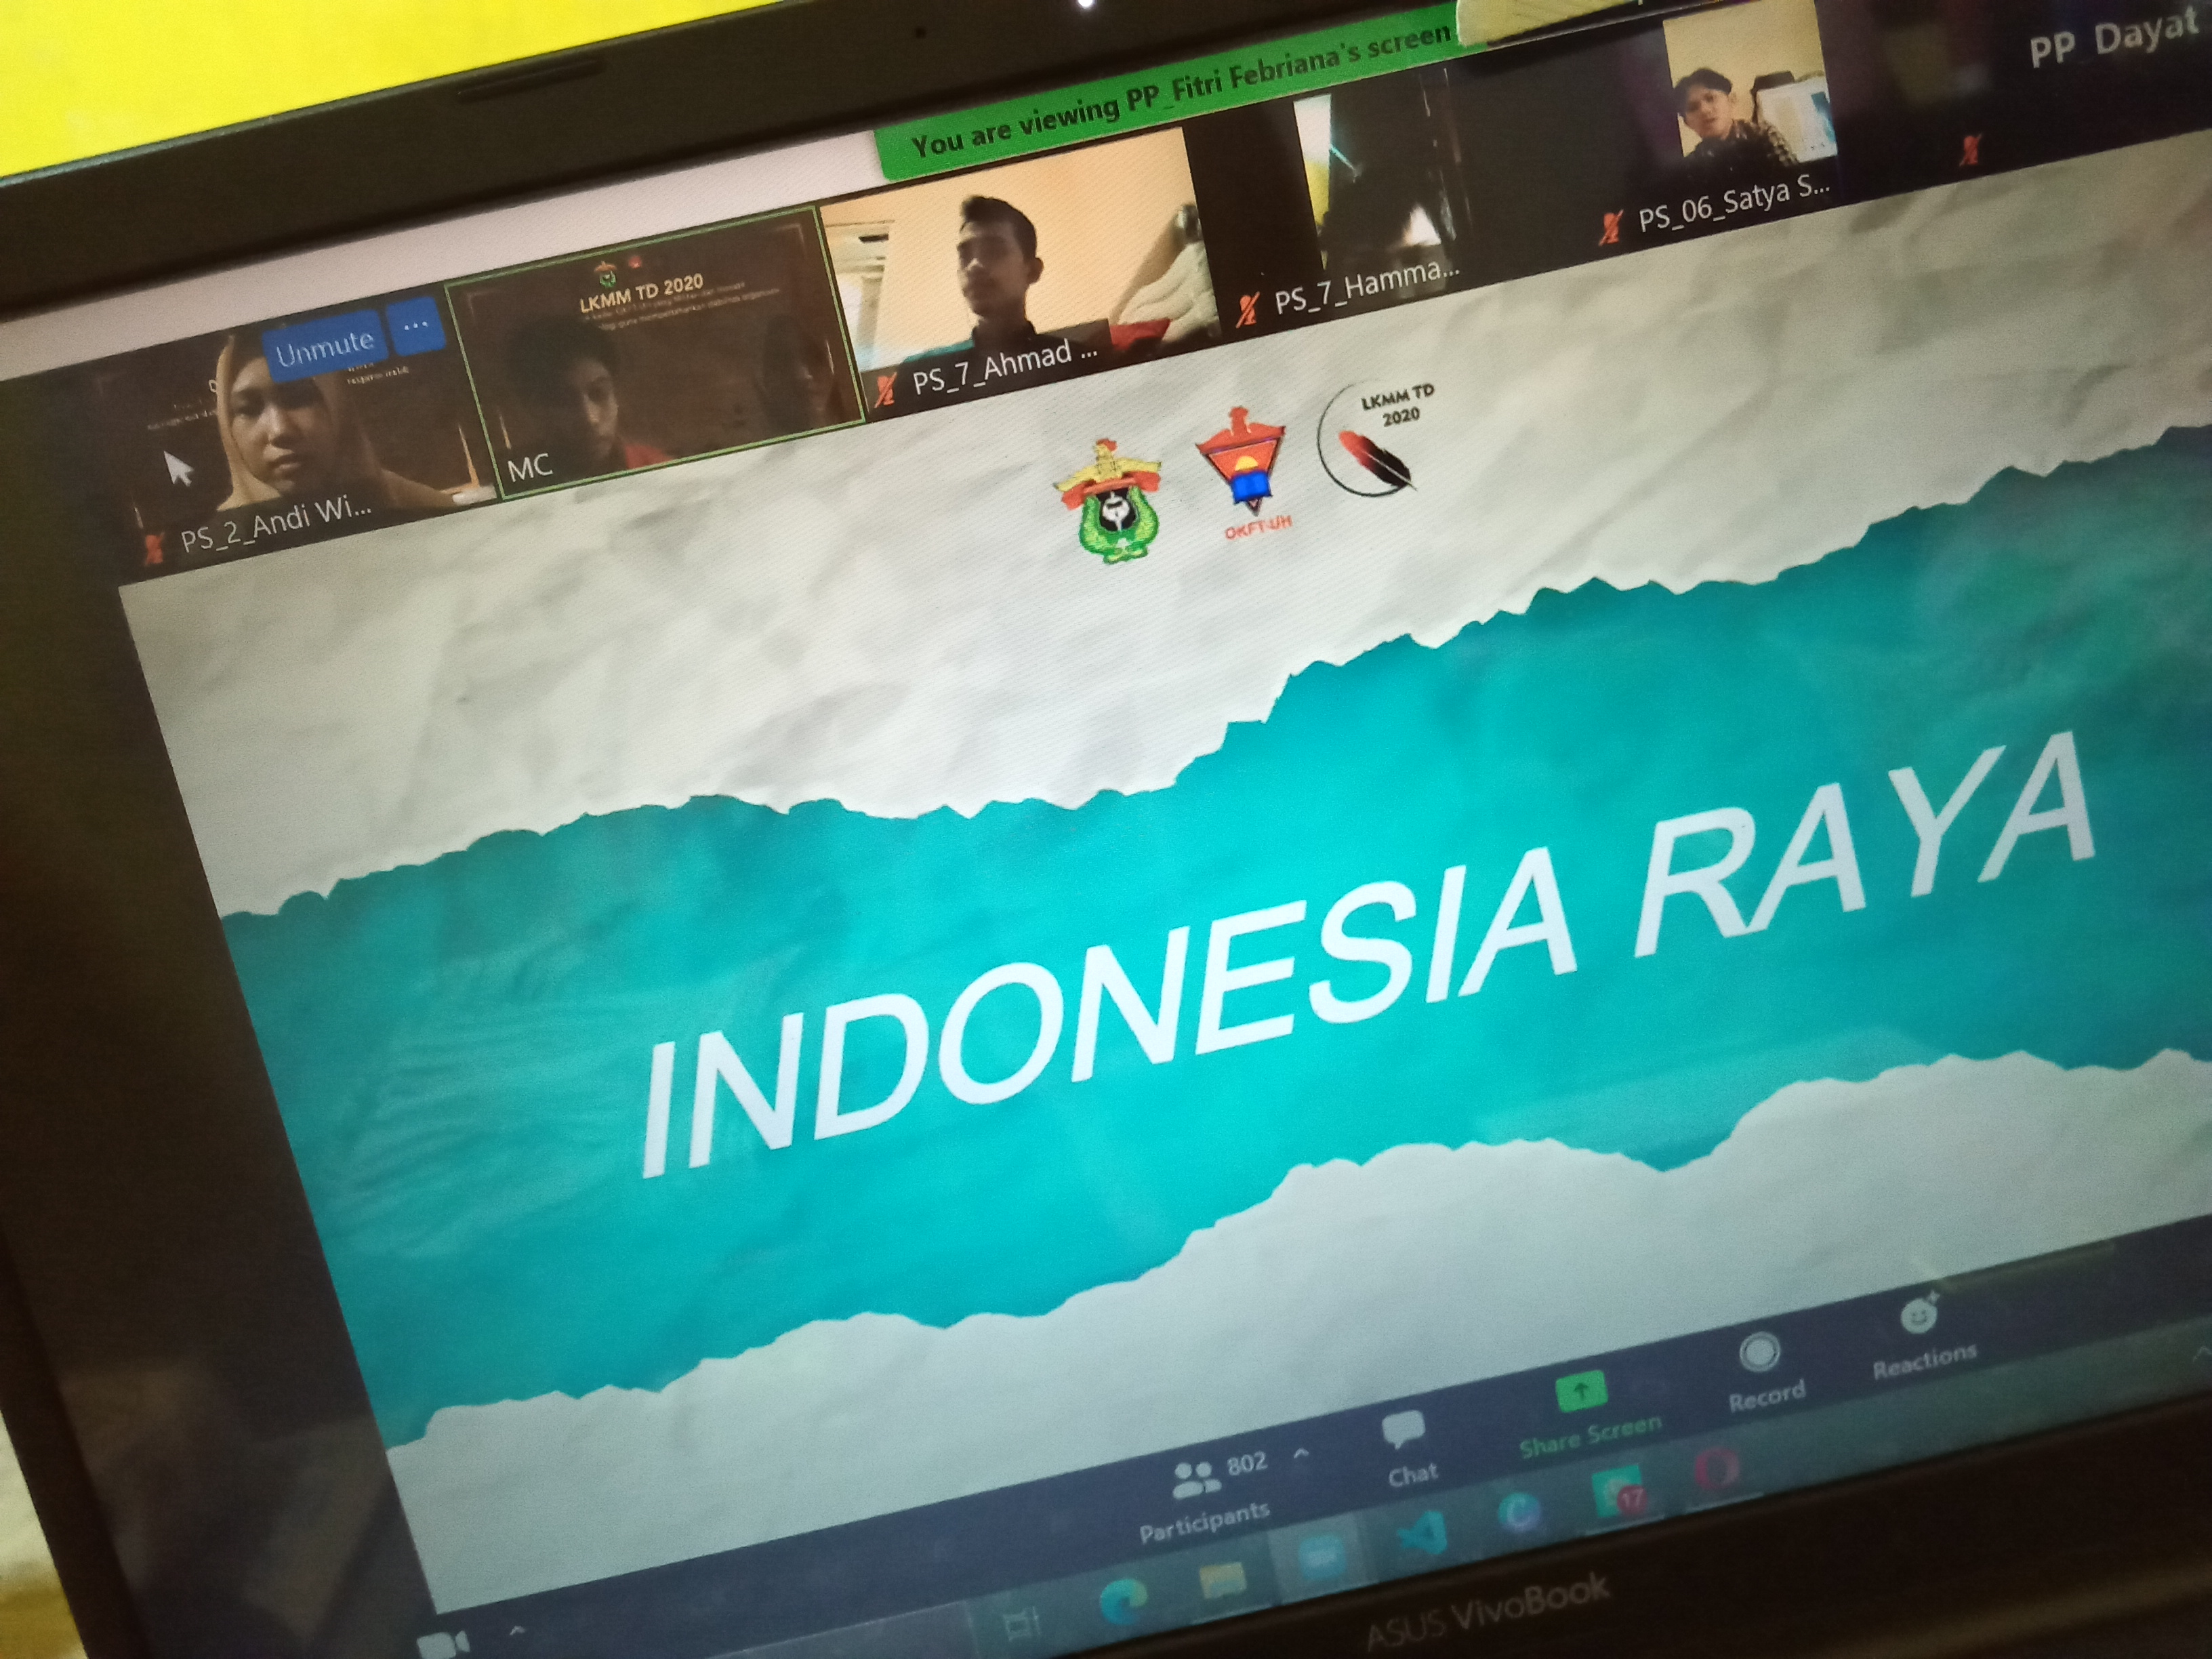 You are viewing PP_Fitri Febriana's screen
PP_Dayat
PS_06_Satya S...
PS_7_Hamma...
PS_7_Ahmad ...
LKMM TD 2020
MC
Unmute
...
PS_2_Andi Wi...
LKMM TD
2020
OKFT-UH
INDONESIA RAYA
802
Participants
Chat
Share Screen
Record
Reactions
17
ASUS VivoBook